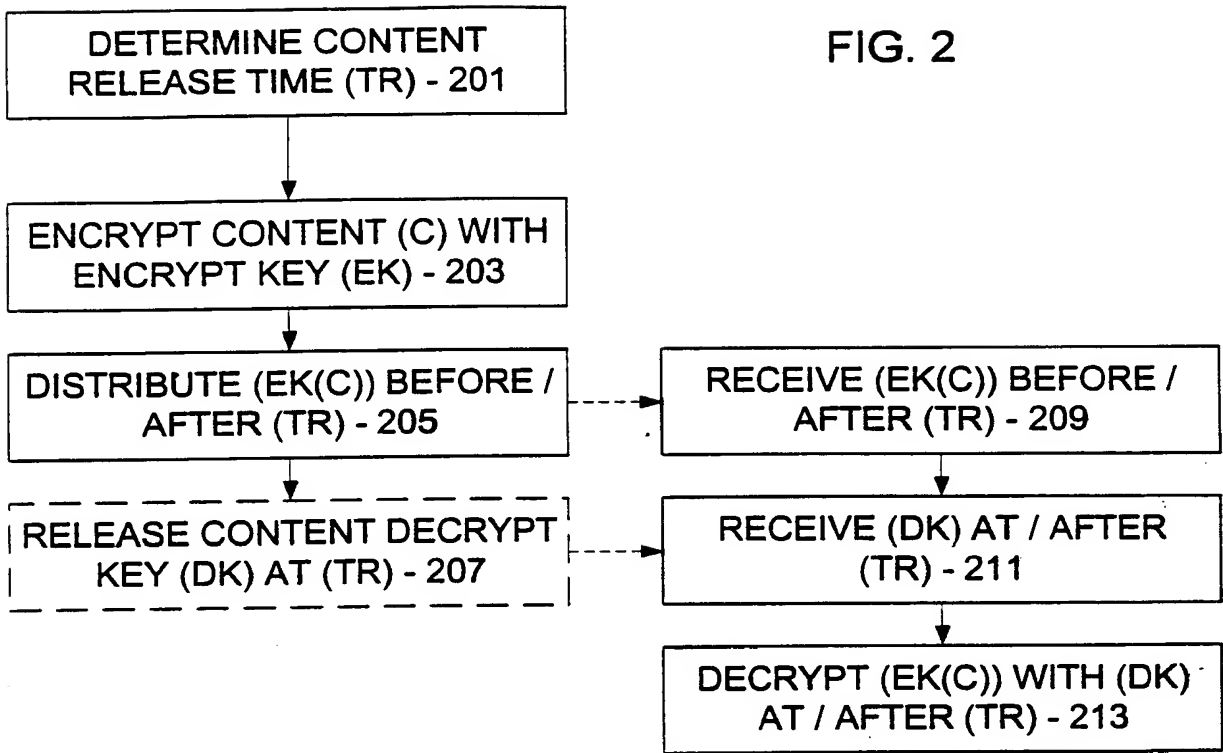 FIG. 2
DETERMINE CONTENT
RELEASE TIME (TR) - 201
ENCRYPT CONTENT (C) WITH
ENCRYPT KEY (EK) - 203
DISTRIBUTE (EK(C)) BEFORE /
AFTER (TR) - 205
RELEASE CONTENT DECRYPT
KEY (DK) AT (TR) - 207
RECEIVE (EK(C)) BEFORE /
AFTER (TR) - 209
RECEIVE (DK) AT / AFTER
(TR) - 211
DECRYPT (EK(C)) WITH (DK)
AT / AFTER (TR) - 213